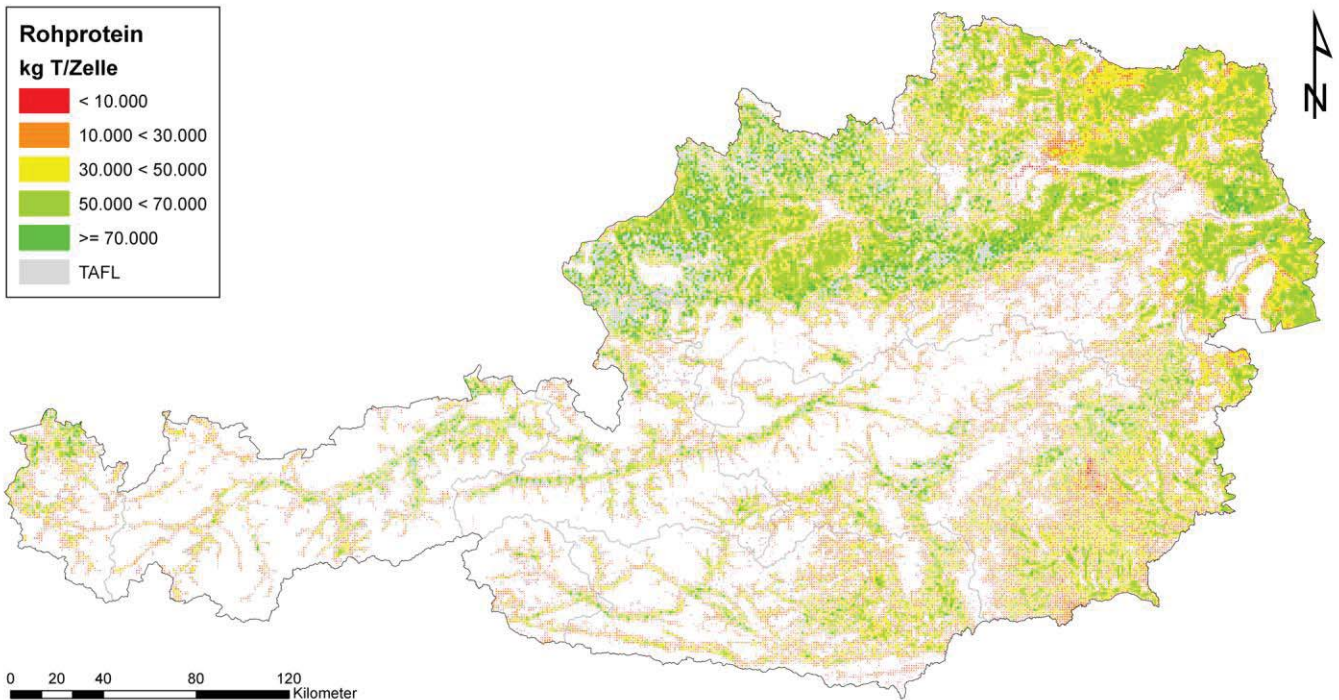 Rohprotein
kg T/Zelle
< 10.000
10.000 < 30.000
30.000 < 50.000
50.000 < 70.000
>= 70.000
TAFL
N
0 20 40 80 120
Kilometer